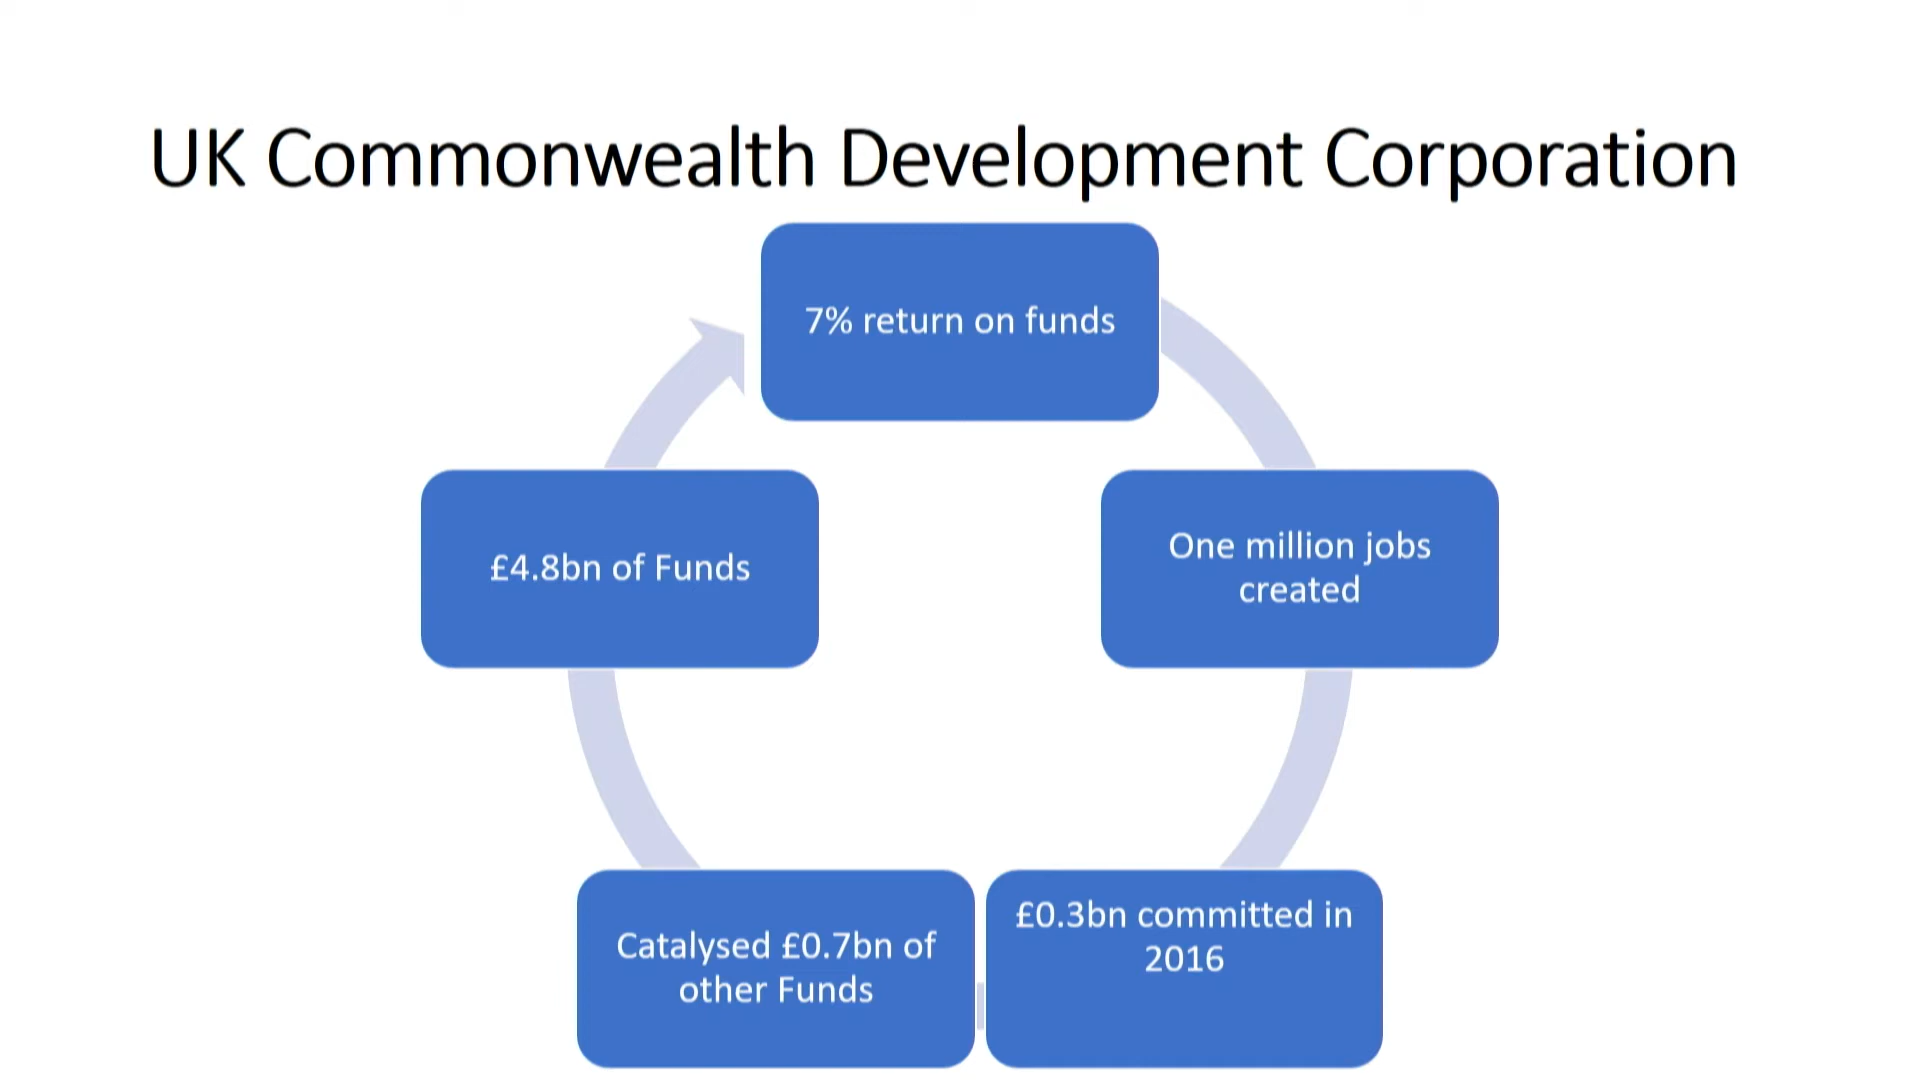 UK Commonwealth Development Corporation
7% return on funds
One million jobs
created
£0.3bn committed in
2016
Catalysed £0.7bn of
other Funds
£4.8bn of Funds